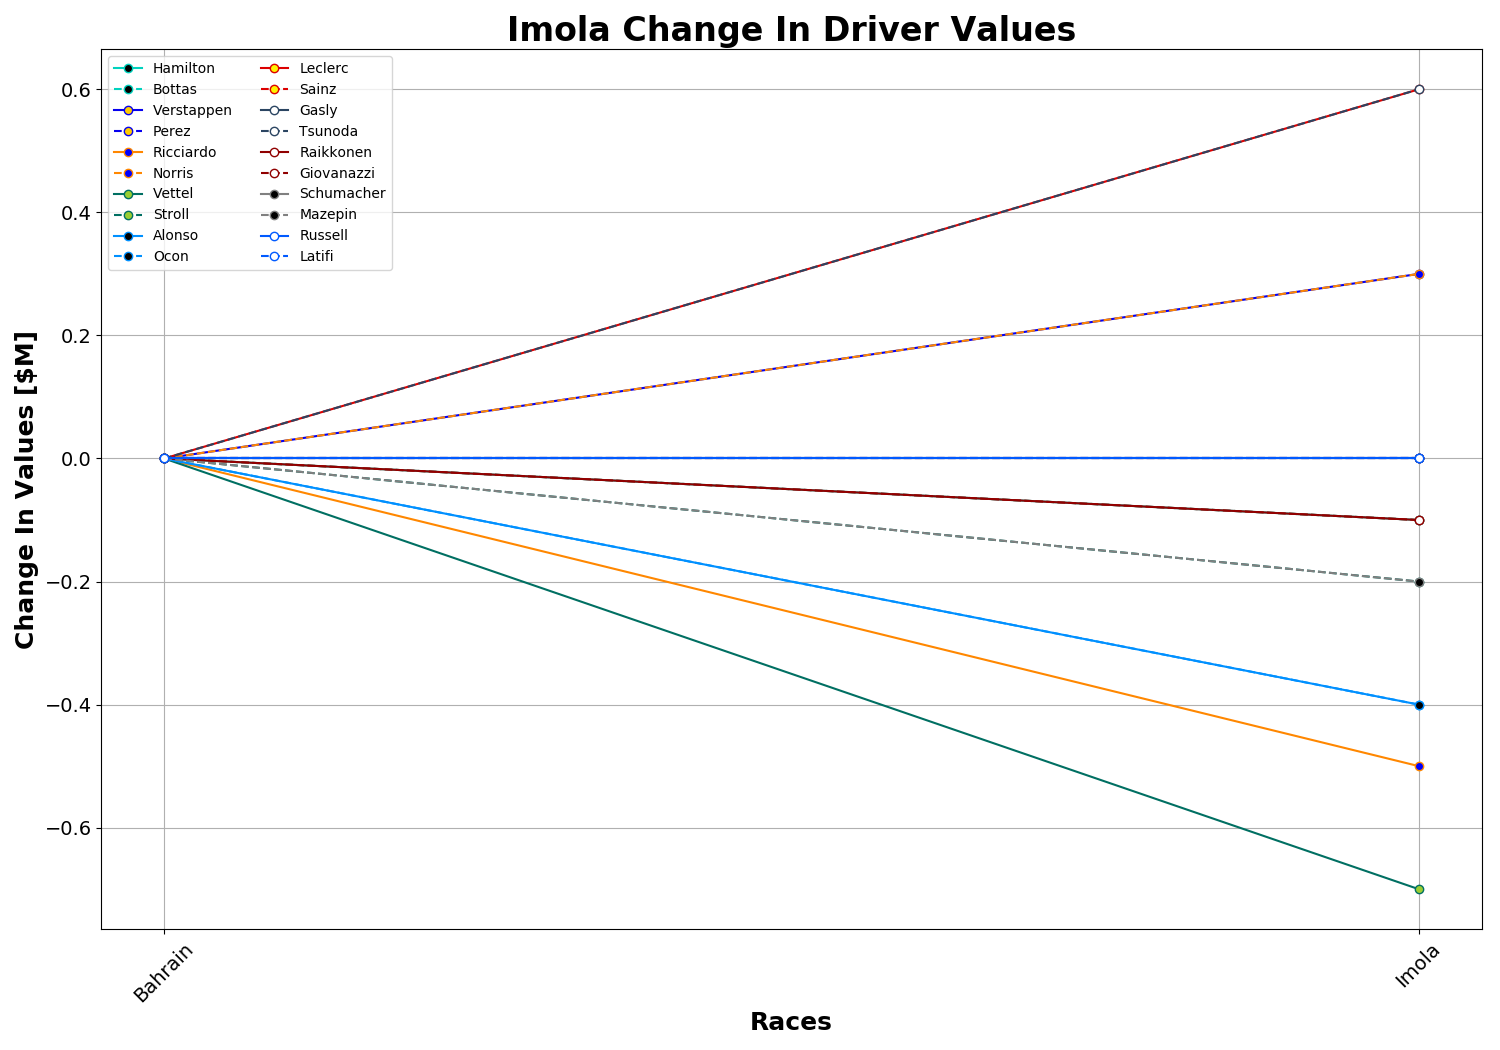 Imola Change In Driver Values
Hamilton
Bottas
Verstappen
Perez
Ricciardo
Norris
Vettel
Stroll
Alonso
Ocon
Leclerc
Sainz
Gasly
Tsunoda
Raikkonen
Giovanazzi
Schumacher
Mazepin
Russell
Latifi
Change In Values [$M]
0.6
0.4
0.2
0.0
−0.2
−0.4
−0.6
Bahrain
Imola
Races